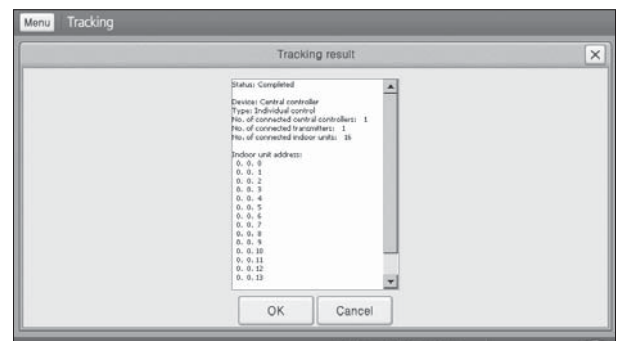 Menu Tracking
Tracking result
Status: Completed
Device: Central controller
Type: Individual control
No. of connected central controllers: 1
No. of connected transmitters: 1
No. of connected indoor units: 16
Indoor unit address:
0. 0. 0
0. 0. 1
0. 0. 2
0. 0. 3
0. 0. 4
0. 0. 5
0. 0. 6
0. 0. 7
0. 0. 8
0. 0. 9
0. 0. 10
0. 0. 11
0. 0. 12
0. 0. 13
OK Cancel